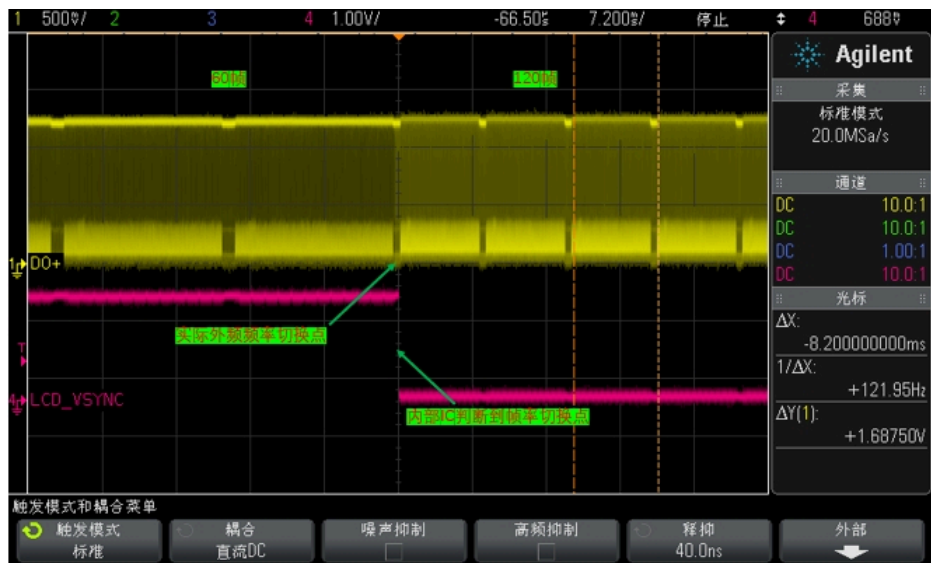 1 500▽/ 2 3 4 1.00V/ -66.50s 7.200s/ 停止 4 688▽
Agilent
采集
标准模式
20.0MSa/s
通道
DC 10.0:1
DC 10.0:1
DC 1.00:1
DC 10.0:1
光标
ΔX:
-8.200000000ms
1/ΔX:
+121.95Hz
ΔY(1):
+1.68750V
60帧
120帧
1 D0+
实际外频频率切换点
T
4 LCD_VSYNC
内部IC判断到帧率切换点
触发模式和耦合菜单
触发模式 耦合 噪声抑制 高频抑制 释抑 外部
标准 直流DC 40.0ns